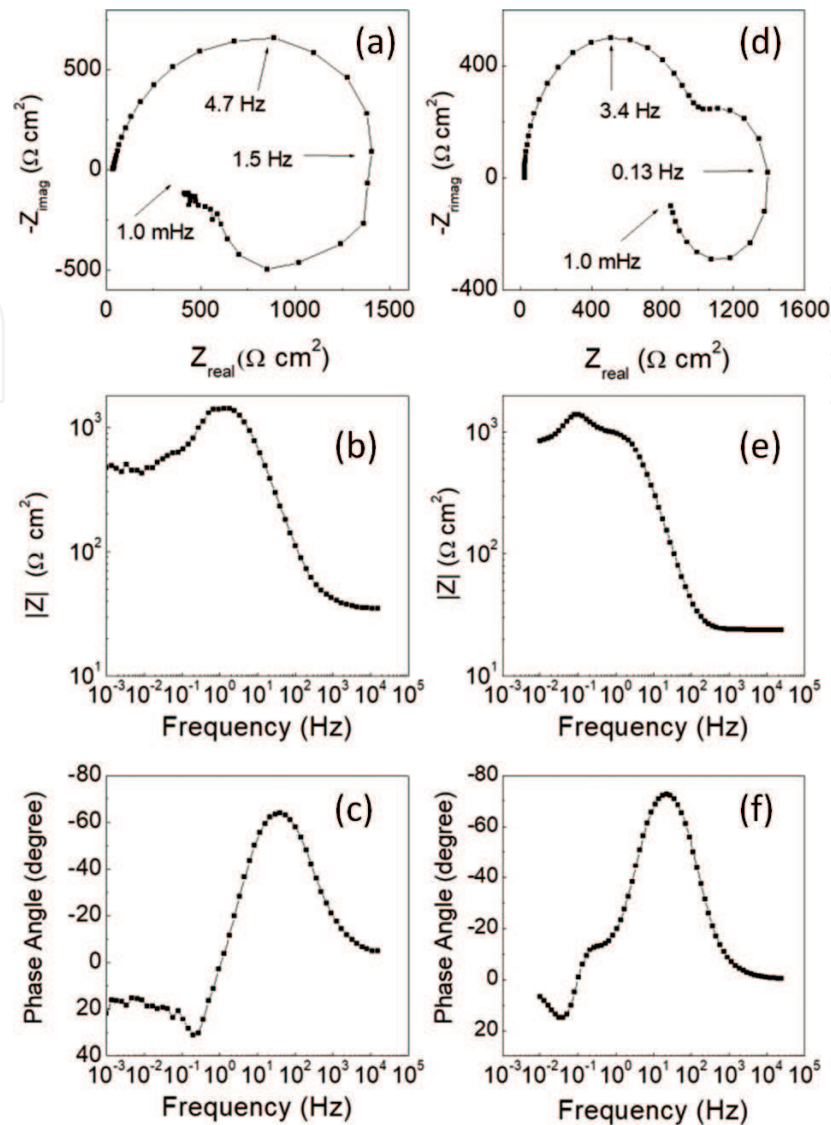 (a)
500
0
-500
-Z_imag (Ω cm²)
4.7 Hz
1.5 Hz
1.0 mHz
0 500 1000 1500
Z_real (Ω cm²)
(d)
400
0
-400
-Z_rimag (Ω cm²)
3.4 Hz
0.13 Hz
1.0 mHz
0 400 800 1200 1600
Z_real (Ω cm²)
(b)
10³
10²
10¹
|Z| (Ω cm²)
10⁻³ 10⁻² 10⁻¹ 10⁰ 10¹ 10² 10³ 10⁴ 10⁵
Frequency (Hz)
(e)
10³
10²
10¹
|Z| (Ω cm²)
10⁻³ 10⁻² 10⁻¹ 10⁰ 10¹ 10² 10³ 10⁴ 10⁵
Frequency (Hz)
(c)
-80
-60
-40
-20
0
20
40
Phase Angle (degree)
10⁻³ 10⁻² 10⁻¹ 10⁰ 10¹ 10² 10³ 10⁴ 10⁵
Frequency (Hz)
(f)
-80
-60
-40
-20
0
20
Phase Angle (degree)
10⁻³ 10⁻² 10⁻¹ 10⁰ 10¹ 10² 10³ 10⁴ 10⁵
Frequency (Hz)